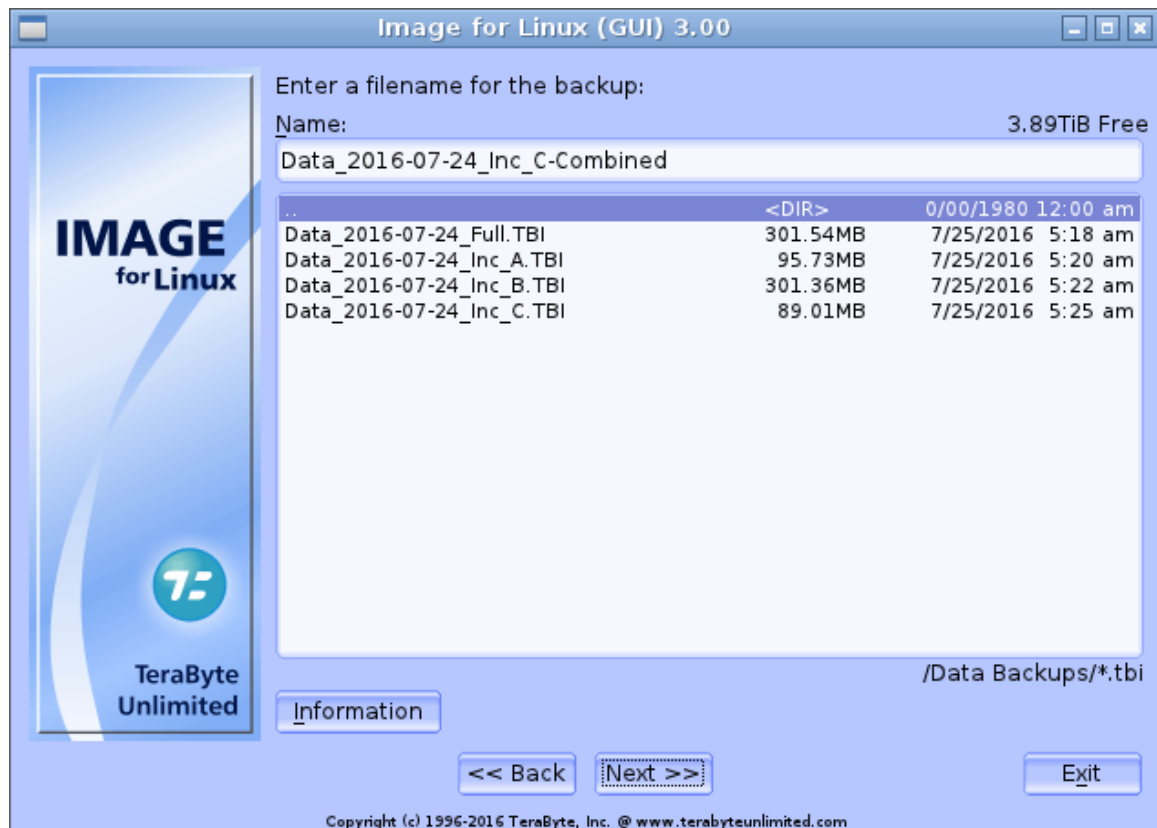 Image for Linux (GUI) 3.00
Enter a filename for the backup:
Name: 3.89TiB Free
Data_2016-07-24_Inc_C-Combined
.. <DIR> 0/00/1980 12:00 am
Data_2016-07-24_Full.TBI 301.54MB 7/25/2016 5:18 am
Data_2016-07-24_Inc_A.TBI 95.73MB 7/25/2016 5:20 am
Data_2016-07-24_Inc_B.TBI 301.36MB 7/25/2016 5:22 am
Data_2016-07-24_Inc_C.TBI 89.01MB 7/25/2016 5:25 am
IMAGE
for Linux
TeraByte
Unlimited
/Data Backups/*.tbi
Information
<< Back Next >> Exit
Copyright (c) 1996-2016 TeraByte, Inc. @ www.terabyteunlimited.com